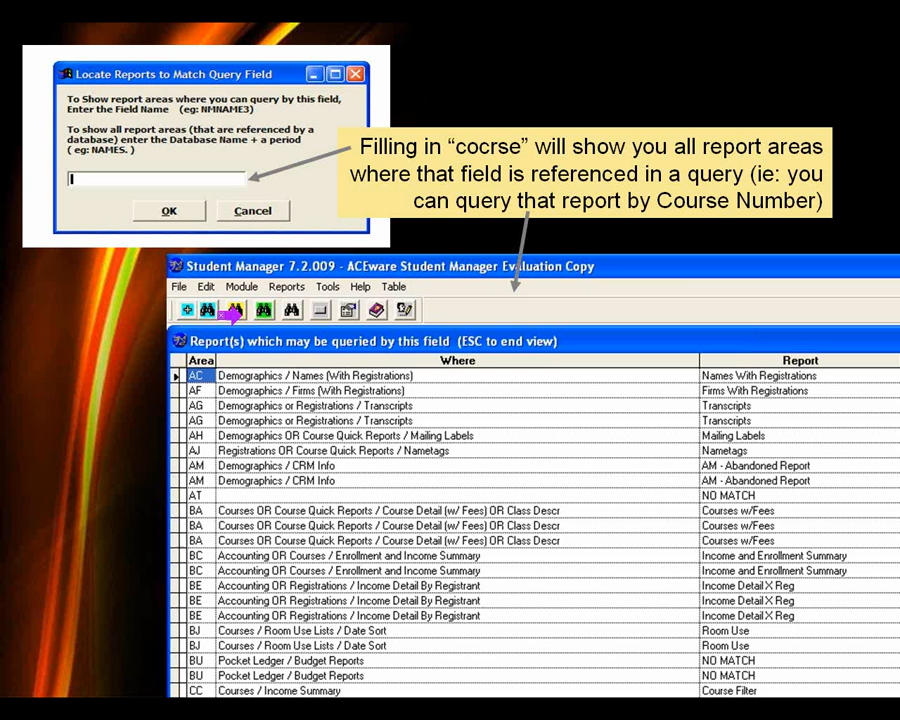 Locate Reports to Match Query Field
To Show report areas where you can query by this field,
Enter the Field Name (eg: NMNAME3)
To show all report areas (that are referenced by a
database) enter the Database Name + a period
( eg: NAMES. )
OK Cancel
Filling in “cocrse” will show you all report areas
where that field is referenced in a query (ie: you
can query that report by Course Number)
Student Manager 7.2.009 - ACEware Student Manager Evaluation Copy
File Edit Module Reports Tools Help Table
Report(s) which may be queried by this field (ESC to end view)
Area Where Report
AC Demographics / Names (With Registrations) Names With Registrations
AF Demographics / Firms (With Registrations) Firms With Registrations
AG Demographics or Registrations / Transcripts Transcripts
AG Demographics or Registrations / Transcripts Transcripts
AH Demographics OR Course Quick Reports / Mailing Labels Mailing Labels
AJ Registrations OR Course Quick Reports / Nametags Nametags
AM Demographics / CRM Info AM - Abandoned Report
AM Demographics / CRM Info AM - Abandoned Report
AT NO MATCH
BA Courses OR Course Quick Reports / Course Detail (w/ Fees) OR Class Descr Courses w/Fees
BA Courses OR Course Quick Reports / Course Detail (w/ Fees) OR Class Descr Courses w/Fees
BA Courses OR Course Quick Reports / Course Detail (w/ Fees) OR Class Descr Courses w/Fees
BC Accounting OR Courses / Enrollment and Income Summary Income and Enrollment Summary
BC Accounting OR Courses / Enrollment and Income Summary Income and Enrollment Summary
BE Accounting OR Registrations / Income Detail By Registrant Income Detail X Reg
BE Accounting OR Registrations / Income Detail By Registrant Income Detail X Reg
BE Accounting OR Registrations / Income Detail By Registrant Income Detail X Reg
BJ Courses / Room Use Lists / Date Sort Room Use
BJ Courses / Room Use Lists / Date Sort Room Use
BU Pocket Ledger / Budget Reports NO MATCH
BU Pocket Ledger / Budget Reports NO MATCH
CC Courses / Income Summary Course Filter